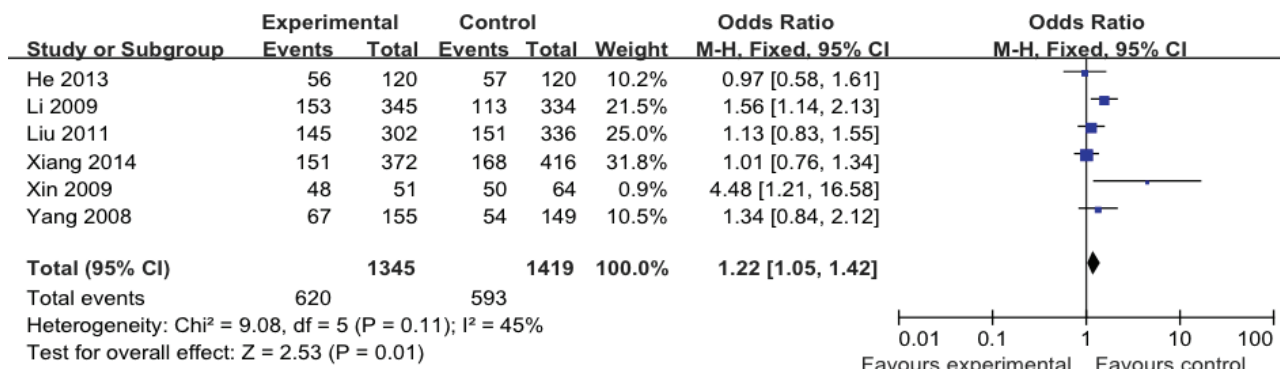 Experimental Control Odds Ratio Odds Ratio
Study or Subgroup Events Total Events Total Weight M-H, Fixed, 95% CI M-H, Fixed, 95% CI
He 2013 56 120 57 120 10.2% 0.97 [0.58, 1.61]
Li 2009 153 345 113 334 21.5% 1.56 [1.14, 2.13]
Liu 2011 145 302 151 336 25.0% 1.13 [0.83, 1.55]
Xiang 2014 151 372 168 416 31.8% 1.01 [0.76, 1.34]
Xin 2009 48 51 50 64 0.9% 4.48 [1.21, 16.58]
Yang 2008 67 155 54 149 10.5% 1.34 [0.84, 2.12]
Total (95% CI) 1345 1419 100.0% 1.22 [1.05, 1.42]
Total events 620 593
Heterogeneity: Chi² = 9.08, df = 5 (P = 0.11); I² = 45%
Test for overall effect: Z = 2.53 (P = 0.01)
0.01 0.1 1 10 100
Favours experimental Favours control